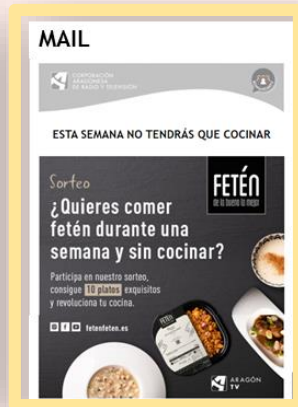 MAIL
CORPORACIÓN
ARAGONESA
DE RADIO Y TELEVISIÓN
ESTA SEMANA NO TENDRÁS QUE COCINAR
Sorteo
FETÉN
de lo bueno lo mejor
¿Quieres comer
fetén durante una
semana y sin cocinar?
Participa en nuestro sorteo,
consigue 10 platos exquisitos
y revoluciona tu cocina.
fetenfeten.es
ARAGÓN
TV